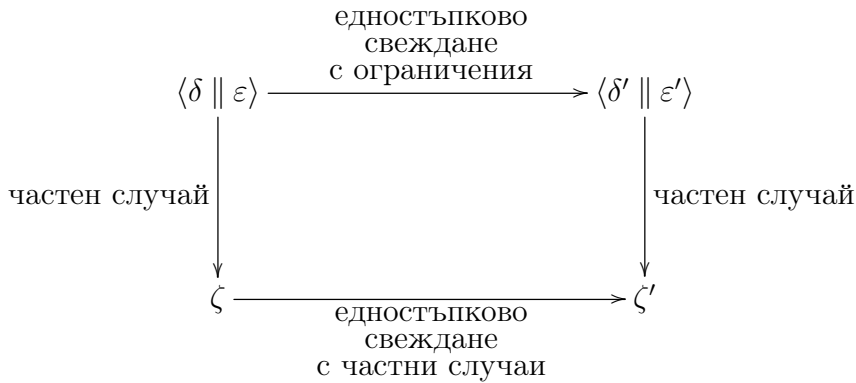 едностъпково
свеждане
с ограничения
⟨δ ∥ ε⟩ ⟨δ′ ∥ ε′⟩
частен случай частен случай
ζ ζ′
едностъпково
свеждане
с частни случаи